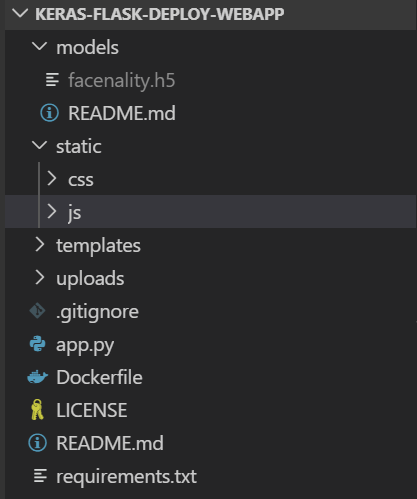 KERAS-FLASK-DEPLOY-WEBAPP
models
facenality.h5
README.md
static
css
js
templates
uploads
.gitignore
app.py
Dockerfile
LICENSE
README.md
requirements.txt